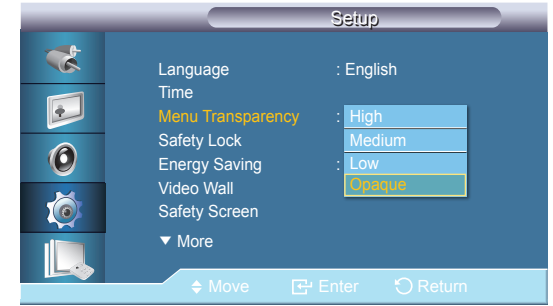 Setup
Language : English
Time
Menu Transparency : High
Safety Lock Medium
Energy Saving : Low
Video Wall Opaque
Safety Screen
▼ More
Move Enter Return